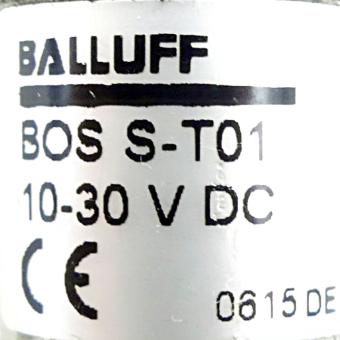 BALLUFF
BOS S-T01
10-30 V DC
CE 0615 DE